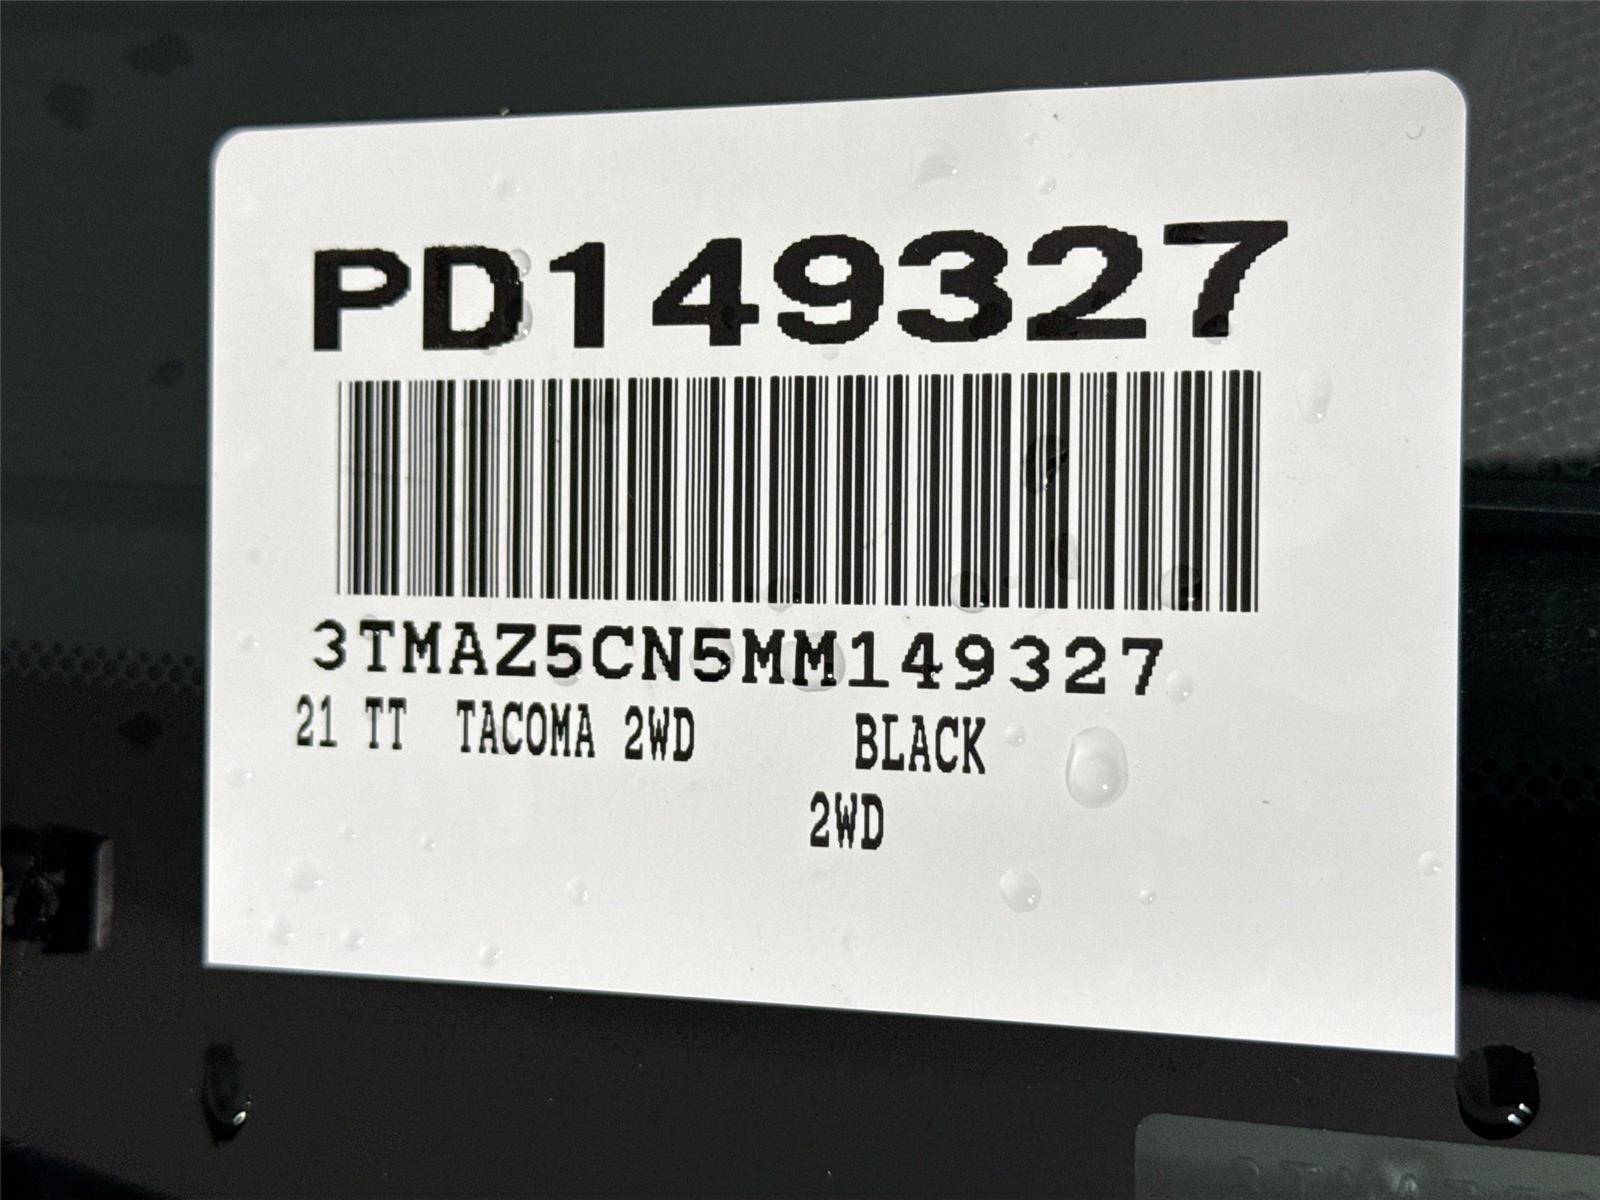 PD149327
3TMAZ5CN5MM149327
21 TT TACOMA 2WD BLACK
2WD